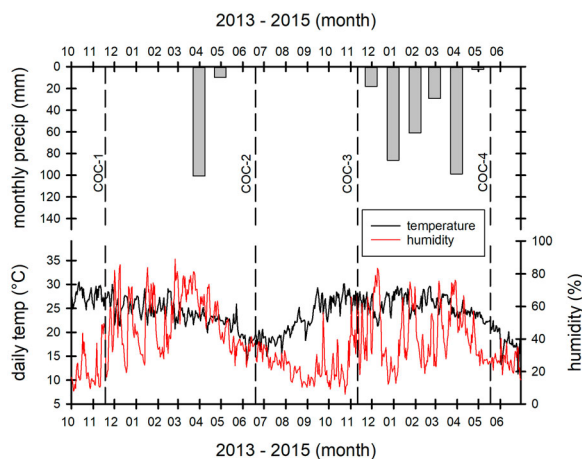 2013 - 2015 (month)
10 11 12 01 02 03 04 05 06 07 08 09 10 11 12 01 02 03 04 05 06
monthly precip (mm)
0
20
40
60
80
100
120
140
COC-1
COC-2
COC-3
COC-4
temperature
humidity
daily temp (°C)
35
30
25
20
15
10
5
100
80
60
40
20
0
humidity (%)
10 11 12 01 02 03 04 05 06 07 08 09 10 11 12 01 02 03 04 05 06
2013 - 2015 (month)